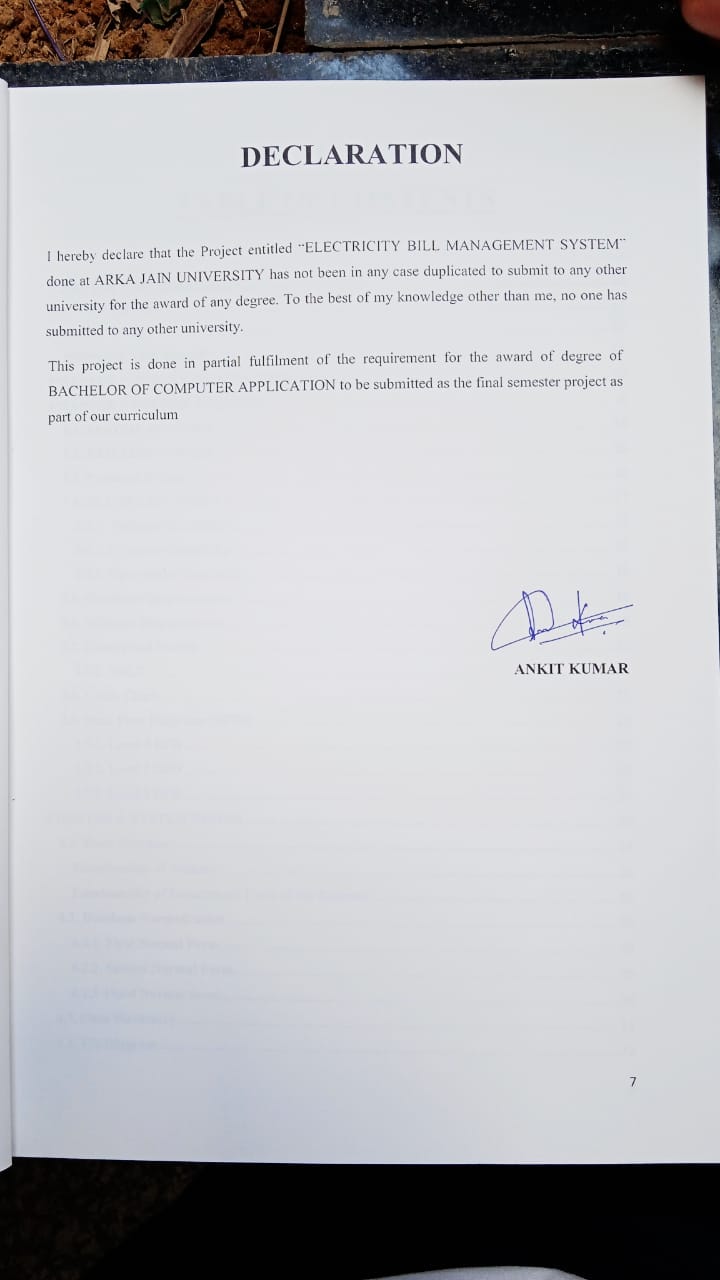 DECLARATION
I hereby declare that the Project entitled “ELECTRICITY BILL MANAGEMENT SYSTEM”
done at ARKA JAIN UNIVERSITY has not been in any case duplicated to submit to any other
university for the award of any degree. To the best of my knowledge other than me, no one has
submitted to any other university.
This project is done in partial fulfilment of the requirement for the award of degree of
BACHELOR OF COMPUTER APPLICATION to be submitted as the final semester project as
part of our curriculum
ANKIT KUMAR
7